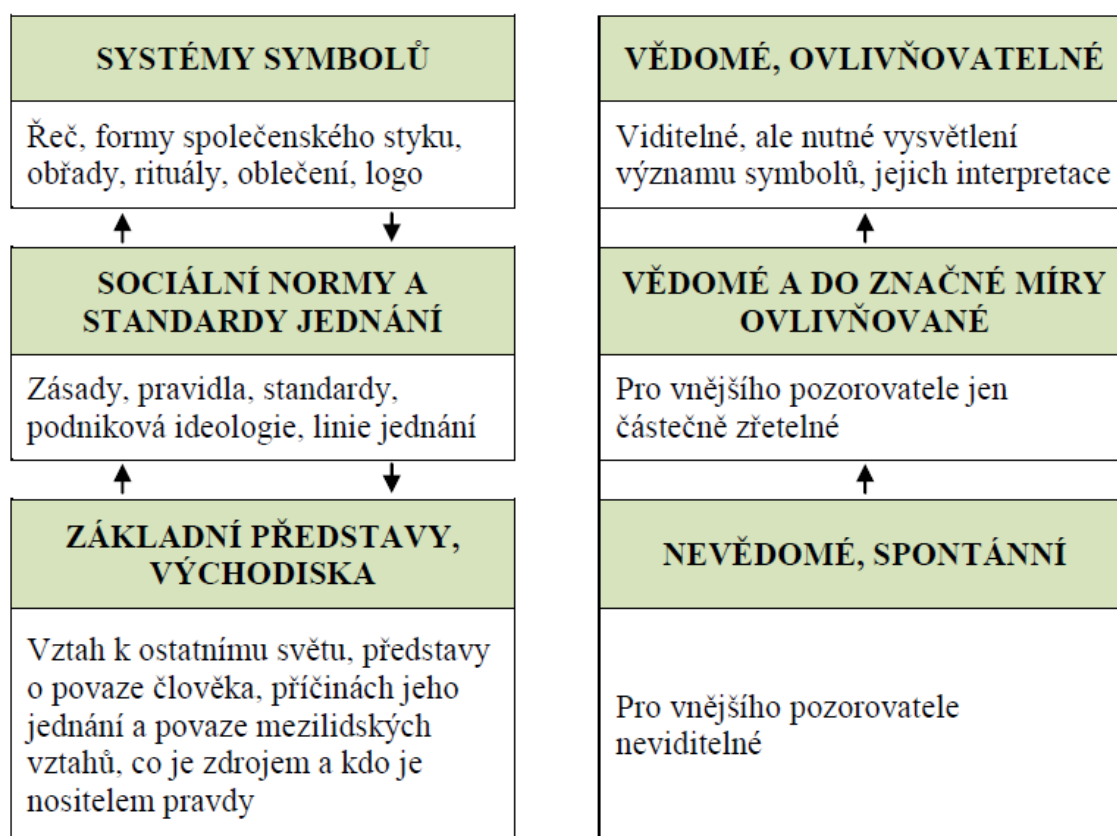 SYSTÉMY SYMBOLŮ
Řeč, formy společenského styku,
obřady, rituály, oblečení, logo
SOCIÁLNÍ NORMY A
STANDARDY JEDNÁNÍ
Zásady, pravidla, standardy,
podniková ideologie, linie jednání
ZÁKLADNÍ PŘEDSTAVY,
VÝCHODISKA
Vztah k ostatnímu světu, představy
o povaze člověka, příčinách jeho
jednání a povaze mezilidských
vztahů, co je zdrojem a kdo je
nositelem pravdy
VĚDOMÉ, OVLIVŇOVATELNÉ
Viditelné, ale nutné vysvětlení
významu symbolů, jejich interpretace
VĚDOMÉ A DO ZNAČNÉ MÍRY
OVLIVŇOVANÉ
Pro vnějšího pozorovatele jen
částečně zřetelné
NEVĚDOMÉ, SPONTÁNNÍ
Pro vnějšího pozorovatele
neviditelné